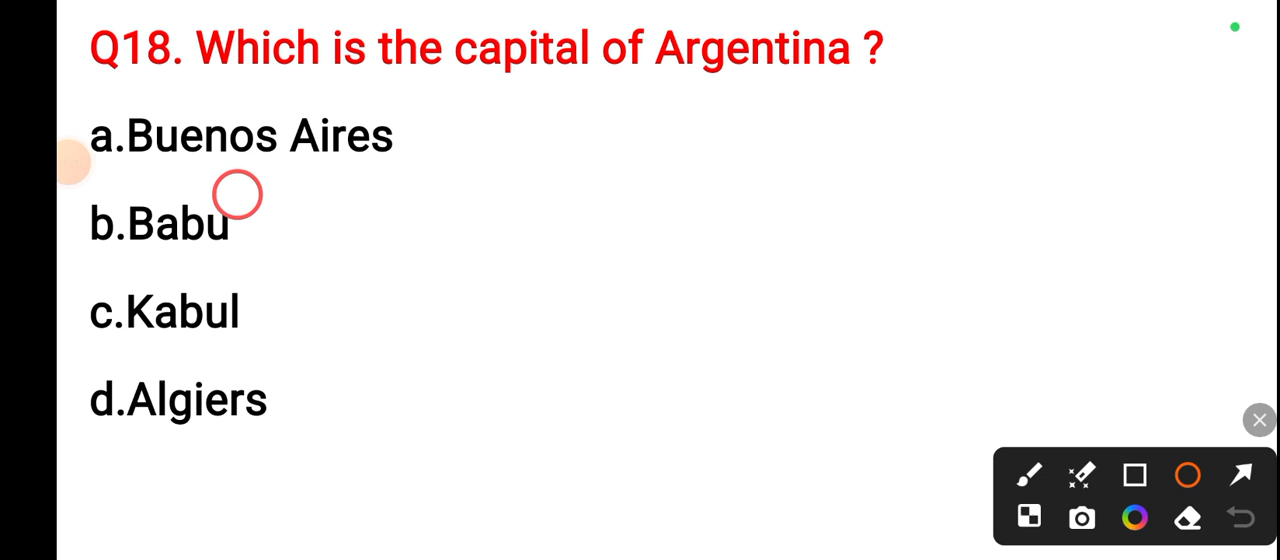 Q18. Which is the capital of Argentina ?
a.Buenos Aires
b.Babu
c.Kabul
d.Algiers